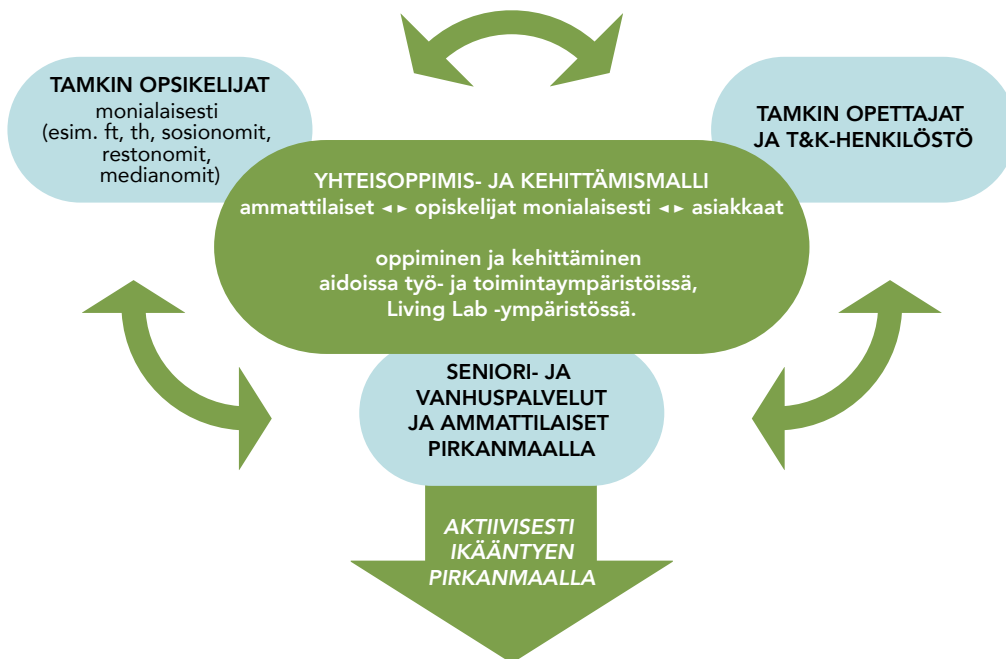 TAMKIN OPSIKELIJAT
monialaisesti
(esim. ft, th, sosionomit,
restonomit,
medianomit)
TAMKIN OPETTAJAT
JA T&K-HENKILÖSTÖ
YHTEISOPPIMIS- JA KEHITTÄMISMALLI
ammattilaiset ◄► opiskelijat monialaisesti ◄► asiakkaat
oppiminen ja kehittäminen
aidoissa työ- ja toimintaympäristöissä,
Living Lab -ympäristössä.
SENIORI- JA
VANHUSPALVELUT
JA AMMATTILAISET
PIRKANMAALLA
AKTIIVISESTI
IKÄÄNTYEN
PIRKANMAALLA